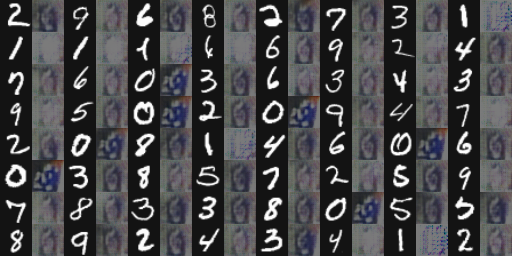 2 9 6 8 2 7 3 1
1 1 1 6 6 9 2 4
7 6 0 3 6 3 4 3
9 5 0 2 0 9 4 7
2 0 8 1 4 6 0 6
0 3 8 5 7 2 5 9
7 8 3 3 8 0 5 5
8 9 2 4 3 4 1 2